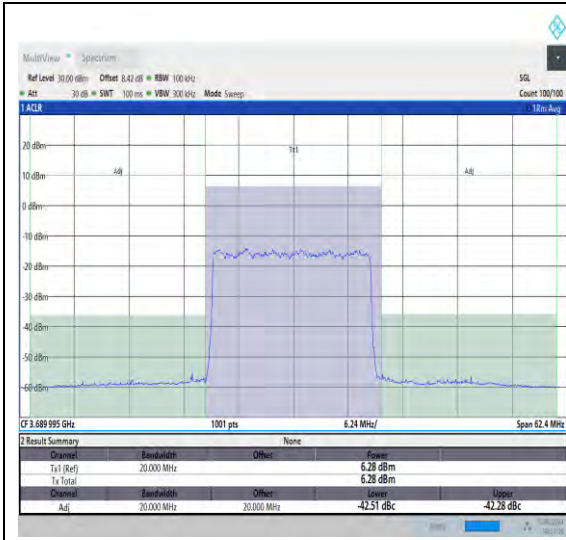 MultiView Spectrum
Ref Level 30.00 dBm Offset 8.42 dB RBW 100 kHz SGL
Att 30 dB SWT 100 ms VBW 300 kHz Mode Sweep Count 100/100
1 ACLR 1Rm Avg
20 dBm
Tx1
Adj Adj
10 dBm
0 dBm
-10 dBm
-20 dBm
-30 dBm
-40 dBm
-50 dBm
-60 dBm
CF 3.689 995 GHz 1001 pts 6.24 MHz/ Span 62.4 MHz
2 Result Summary None
Channel Bandwidth Offset Power
Tx1 (Ref) 20.000 MHz 6.28 dBm
Tx Total 6.28 dBm
Channel Bandwidth Offset Lower Upper
Adj 20.000 MHz 20.000 MHz -42.51 dBc -42.28 dBc